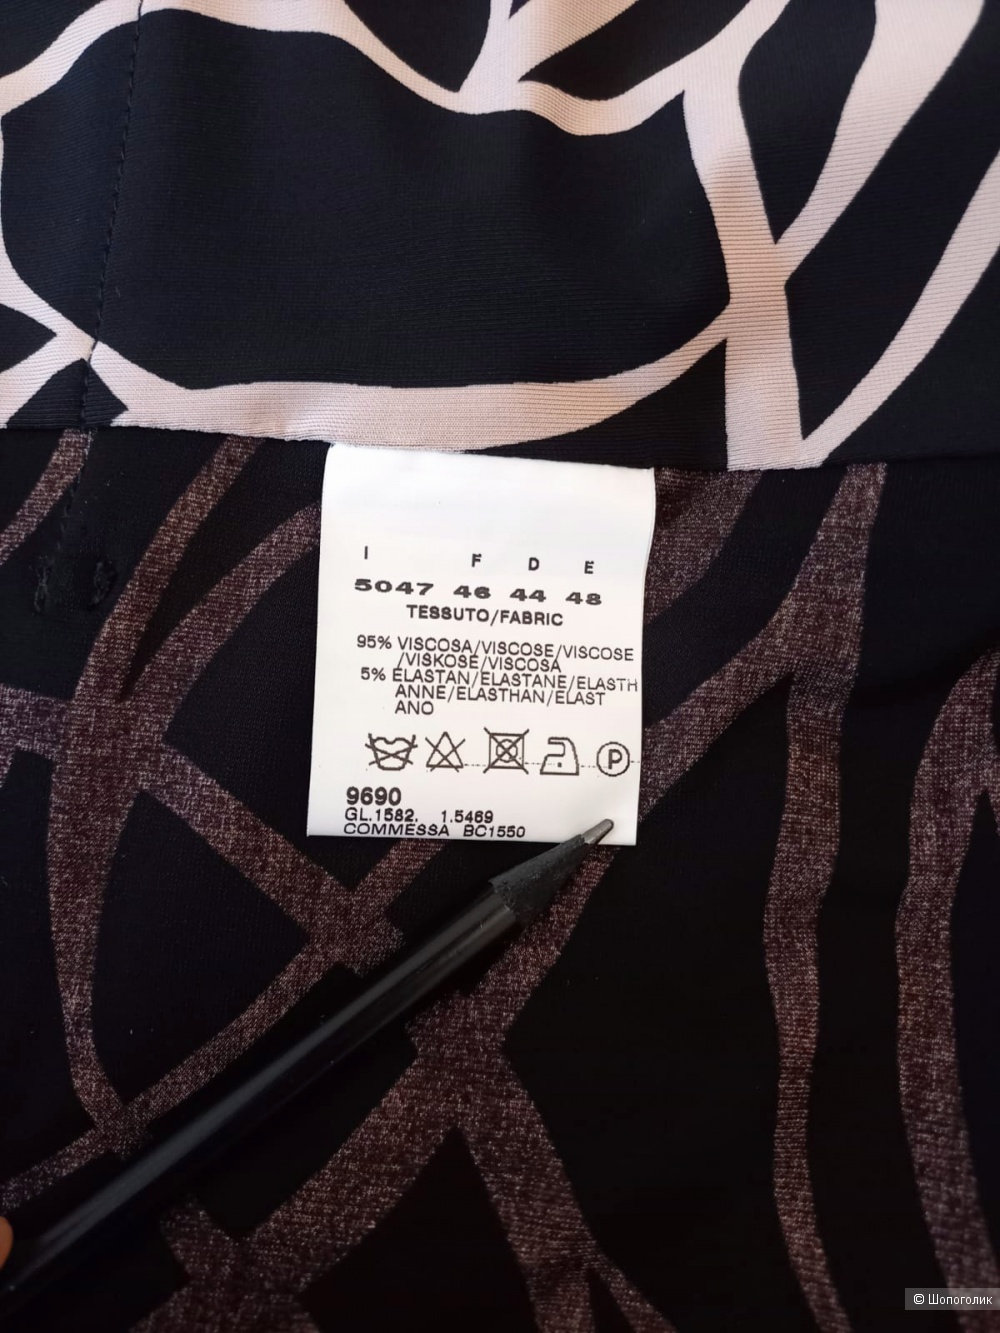 I F D E
5047 46 44 48
TESSUTO/FABRIC
95% VISCOSA/VISCOSE/VISCOSE
/VISKOSE/VISCOSA
5% ELASTAN/ELASTANE/ELASTH
ANNE/ELASTHAN/ELAST
ANO
P
9690
GL.1582. 1.5469
COMMESSA BC1550
© Шопоголик